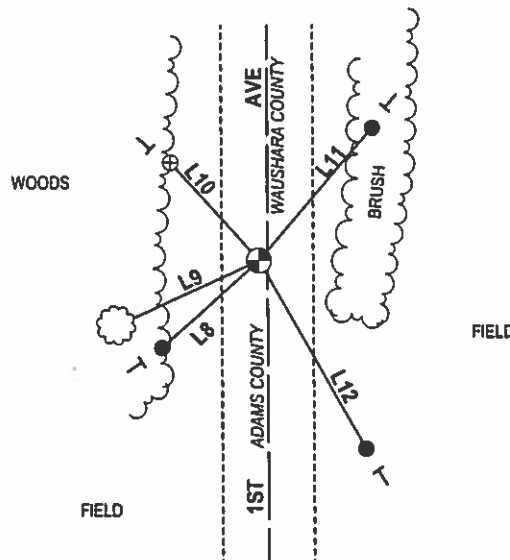 AVE
WAUSHARA COUNTY
T
T
L10
L11
WOODS
BRUSH
L9
L8
T
FIELD
ADAMS COUNTY
L12
1ST
T
FIELD